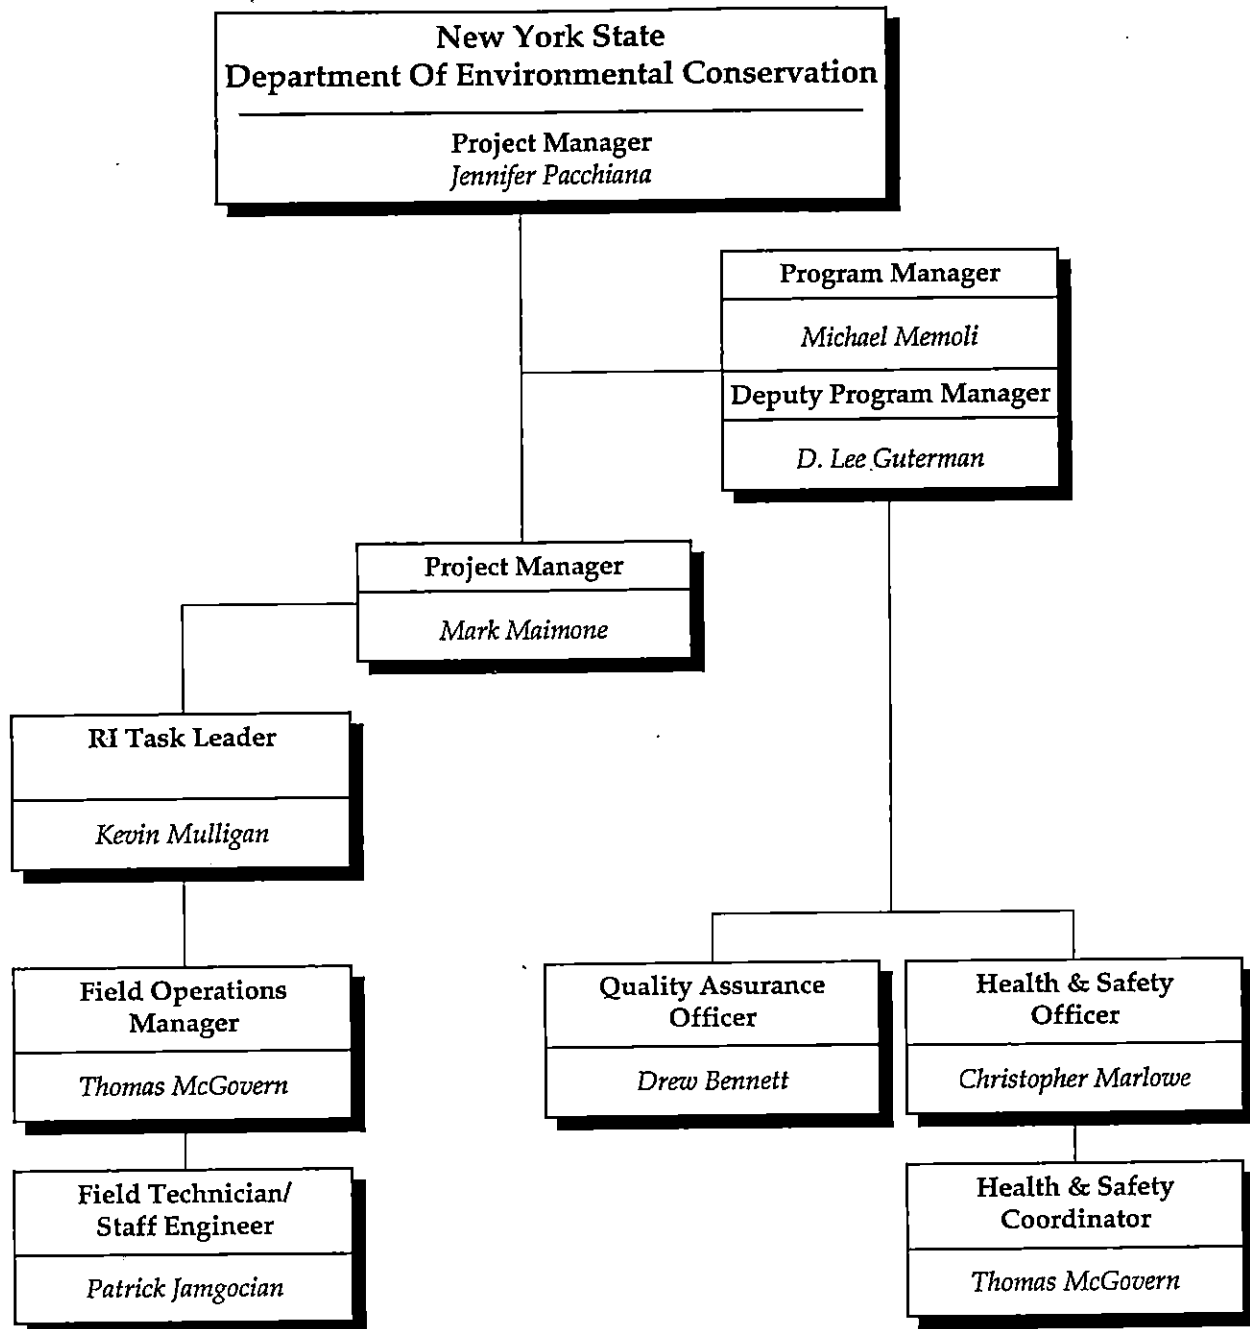 New York State
Department Of Environmental Conservation
Project Manager
Jennifer Pacchiana
Program Manager
Michael Memoli
Deputy Program Manager
D. Lee Guterman
Project Manager
Mark Maimone
RI Task Leader
Kevin Mulligan
Field Operations
Manager
Thomas McGovern
Field Technician/
Staff Engineer
Patrick Jamgocian
Quality Assurance
Officer
Drew Bennett
Health & Safety
Officer
Christopher Marlowe
Health & Safety
Coordinator
Thomas McGovern